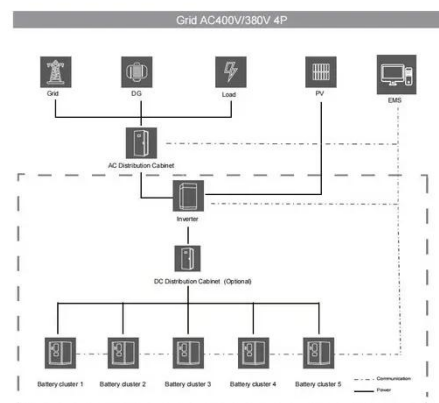 Grid AC400V/380V 4P
Grid
DG
Load
PV
EMS
AC Distribution Cabinet
Inverter
DC Distribution Cabinet (Optional)
Battery cluster 1
Battery cluster 2
Battery cluster 3
Battery cluster 4
Battery cluster 5
Communication
Power